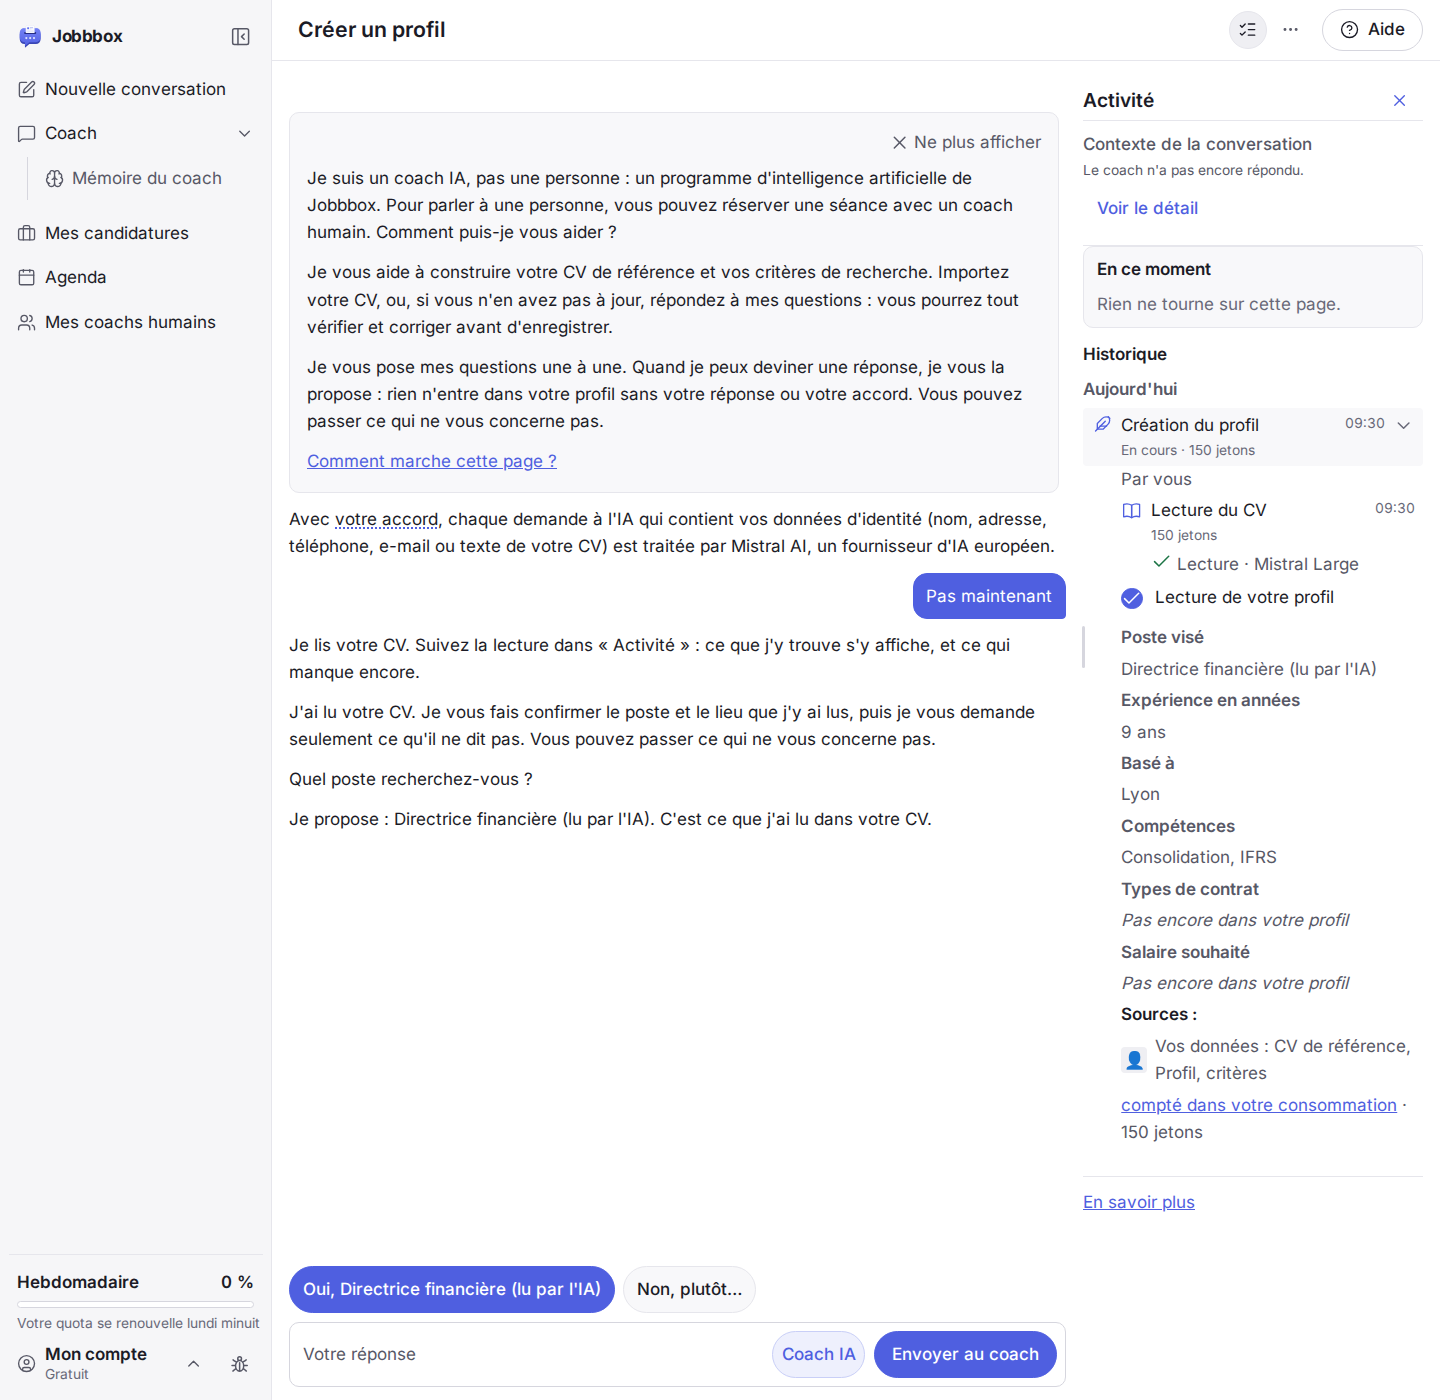 Jobbbox
Nouvelle conversation
Coach
Mémoire du coach
Mes candidatures
Agenda
Mes coachs humains
Hebdomadaire
0 %
Votre quota se renouvelle lundi minuit
Mon compte
Gratuit
Créer un profil
Aide
Ne plus afficher
Je suis un coach IA, pas une personne : un programme d'intelligence artificielle de
Jobbbox. Pour parler à une personne, vous pouvez réserver une séance avec un coach
humain. Comment puis-je vous aider ?
Je vous aide à construire votre CV de référence et vos critères de recherche. Importez
votre CV, ou, si vous n'en avez pas à jour, répondez à mes questions : vous pourrez tout
vérifier et corriger avant d'enregistrer.
Je vous pose mes questions une à une. Quand je peux deviner une réponse, je vous la
propose : rien n'entre dans votre profil sans votre réponse ou votre accord. Vous pouvez
passer ce qui ne vous concerne pas.
Comment marche cette page ?
Avec votre accord, chaque demande à l'IA qui contient vos données d'identité (nom, adresse,
téléphone, e-mail ou texte de votre CV) est traitée par Mistral AI, un fournisseur d'IA européen.
Pas maintenant
Je lis votre CV. Suivez la lecture dans « Activité » : ce que j'y trouve s'y affiche, et ce qui
manque encore.
J'ai lu votre CV. Je vous fais confirmer le poste et le lieu que j'y ai lus, puis je vous demande
seulement ce qu'il ne dit pas. Vous pouvez passer ce qui ne vous concerne pas.
Quel poste recherchez-vous ?
Je propose : Directrice financière (lu par l'IA). C'est ce que j'ai lu dans votre CV.
Oui, Directrice financière (lu par l'IA)
Non, plutôt...
Votre réponse
Coach IA
Envoyer au coach
Activité
Contexte de la conversation
Le coach n'a pas encore répondu.
Voir le détail
En ce moment
Rien ne tourne sur cette page.
Historique
Aujourd'hui
Création du profil
09:30
En cours · 150 jetons
Par vous
Lecture du CV
09:30
150 jetons
Lecture · Mistral Large
Lecture de votre profil
Poste visé
Directrice financière (lu par l'IA)
Expérience en années
9 ans
Basé à
Lyon
Compétences
Consolidation, IFRS
Types de contrat
Pas encore dans votre profil
Salaire souhaité
Pas encore dans votre profil
Sources :
Vos données : CV de référence,
Profil, critères
compté dans votre consommation ·
150 jetons
En savoir plus